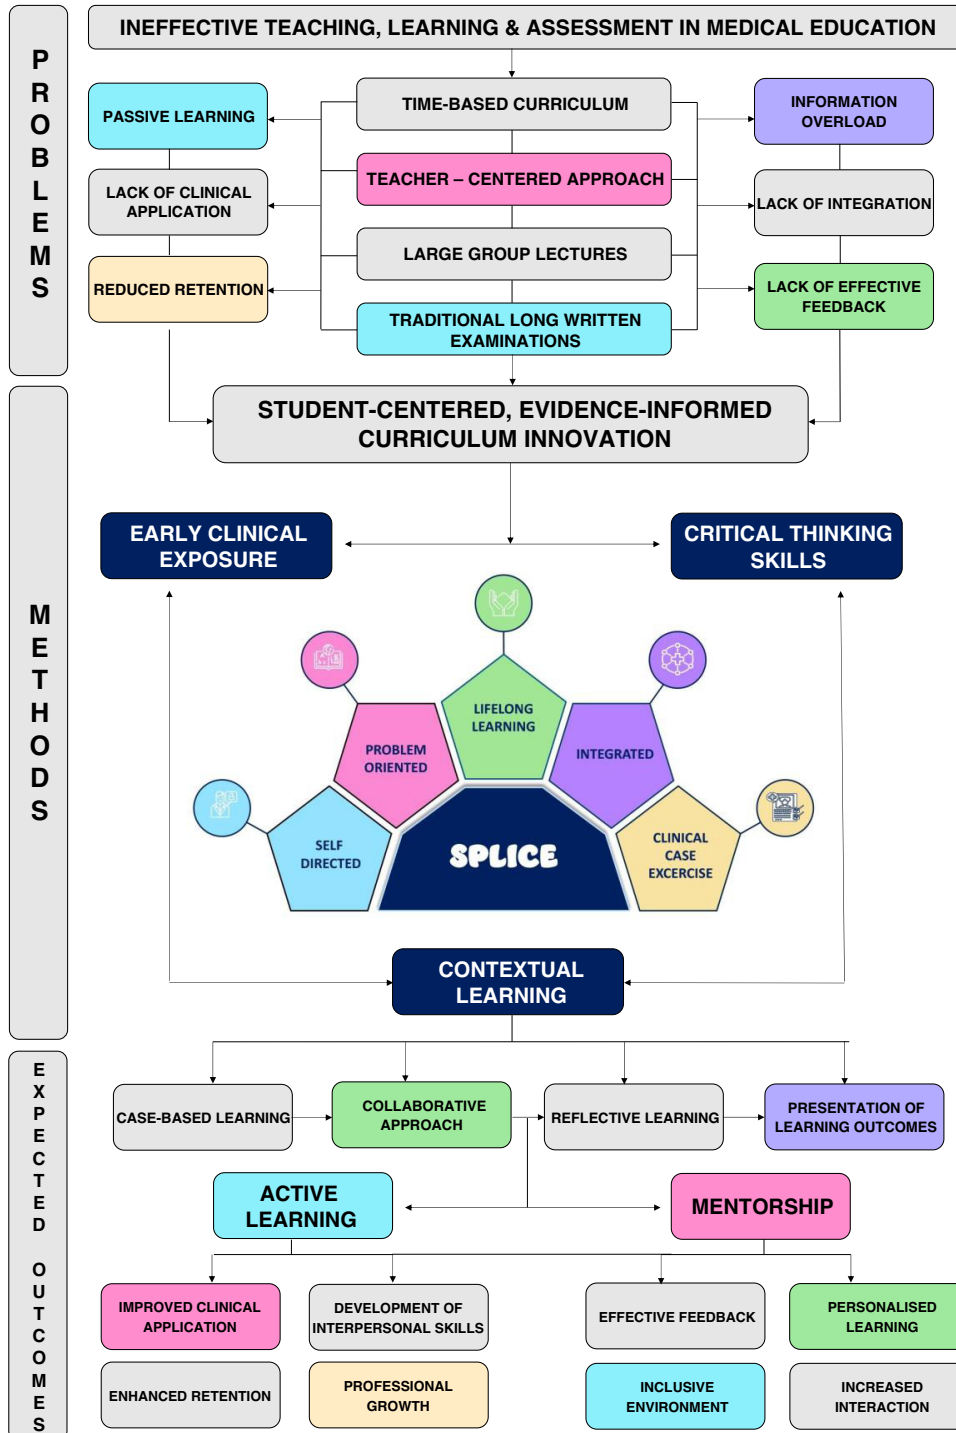 PROBLEMS
INEFFECTIVE TEACHING, LEARNING & ASSESSMENT IN MEDICAL EDUCATION
PASSIVE LEARNING
LACK OF CLINICAL
APPLICATION
REDUCED RETENTION
TIME-BASED CURRICULUM
TEACHER – CENTERED APPROACH
LARGE GROUP LECTURES
TRADITIONAL LONG WRITTEN
EXAMINATIONS
INFORMATION
OVERLOAD
LACK OF INTEGRATION
LACK OF EFFECTIVE
FEEDBACK
METHODS
STUDENT-CENTERED, EVIDENCE-INFORMED
CURRICULUM INNOVATION
EARLY CLINICAL
EXPOSURE
CRITICAL THINKING
SKILLS
SELF
DIRECTED
PROBLEM
ORIENTED
LIFELONG
LEARNING
INTEGRATED
CLINICAL
CASE
EXCERCISE
SPLICE
CONTEXTUAL
LEARNING
EXPECTED OUTCOMES
CASE-BASED LEARNING
COLLABORATIVE
APPROACH
REFLECTIVE LEARNING
PRESENTATION OF
LEARNING OUTCOMES
ACTIVE
LEARNING
MENTORSHIP
IMPROVED CLINICAL
APPLICATION
DEVELOPMENT OF
INTERPERSONAL SKILLS
EFFECTIVE FEEDBACK
PERSONALISED
LEARNING
ENHANCED RETENTION
PROFESSIONAL
GROWTH
INCLUSIVE
ENVIRONMENT
INCREASED
INTERACTION